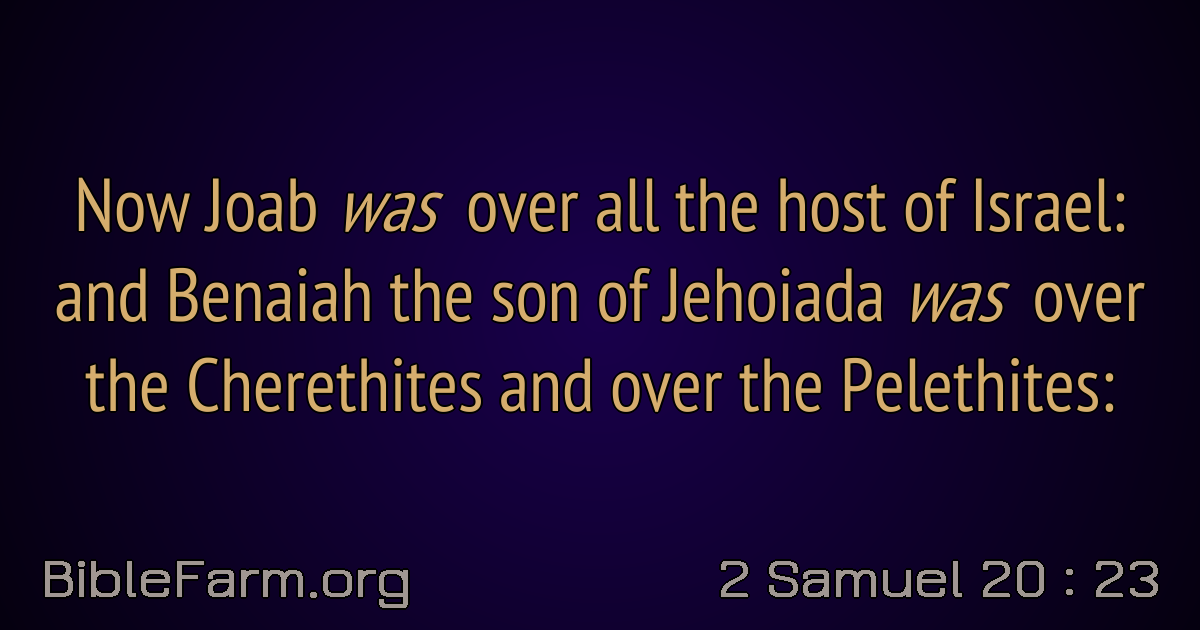 Now Joab was over all the host of Israel:
and Benaiah the son of Jehoiada was over
the Cherethites and over the Pelethites:
BibleFarm.org
2 Samuel 20 : 23